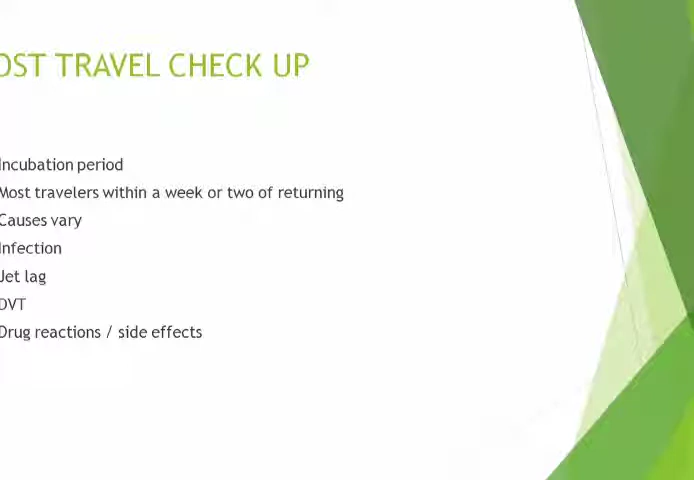 OST TRAVEL CHECK UP
Incubation period
Most travelers within a week or two of returning
Causes vary
Infection
Jet lag
DVT
Drug reactions / side effects